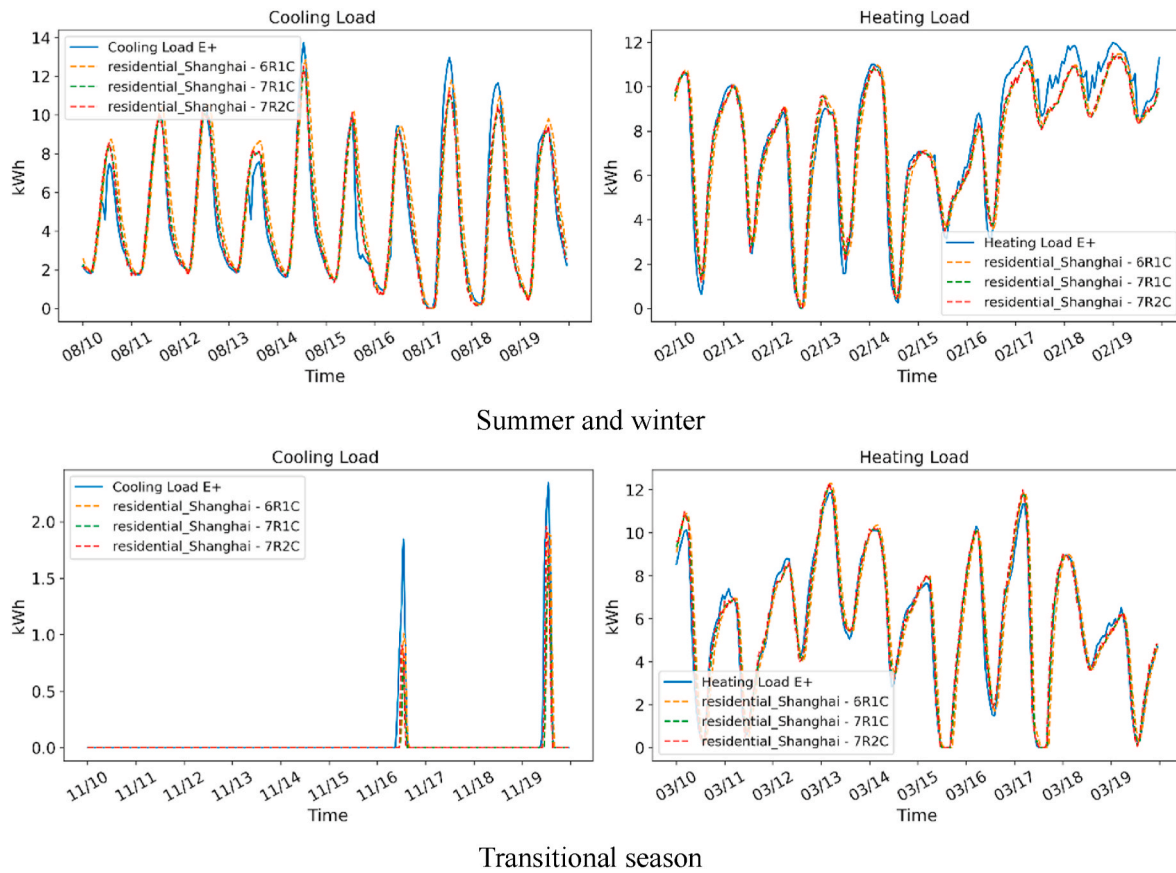 Cooling Load
Heating Load
14
12
10
8
6
4
2
0
kWh
Cooling Load E+
residential_Shanghai - 6R1C
residential_Shanghai - 7R1C
residential_Shanghai - 7R2C
08/10
08/11
08/12
08/13
08/14
08/15
08/16
08/17
08/18
08/19
Time
12
10
8
6
4
2
0
kWh
Heating Load E+
residential_Shanghai - 6R1C
residential_Shanghai - 7R1C
residential_Shanghai - 7R2C
02/10
02/11
02/12
02/13
02/14
02/15
02/16
02/17
02/18
02/19
Time
Summer and winter
Cooling Load
Heating Load
2.0
1.5
1.0
0.5
0.0
kWh
Cooling Load E+
residential_Shanghai - 6R1C
residential_Shanghai - 7R1C
residential_Shanghai - 7R2C
11/10
11/11
11/12
11/13
11/14
11/15
11/16
11/17
11/18
11/19
Time
12
10
8
6
4
2
0
kWh
Heating Load E+
residential_Shanghai - 6R1C
residential_Shanghai - 7R1C
residential_Shanghai - 7R2C
03/10
03/11
03/12
03/13
03/14
03/15
03/16
03/17
03/18
03/19
Time
Transitional season